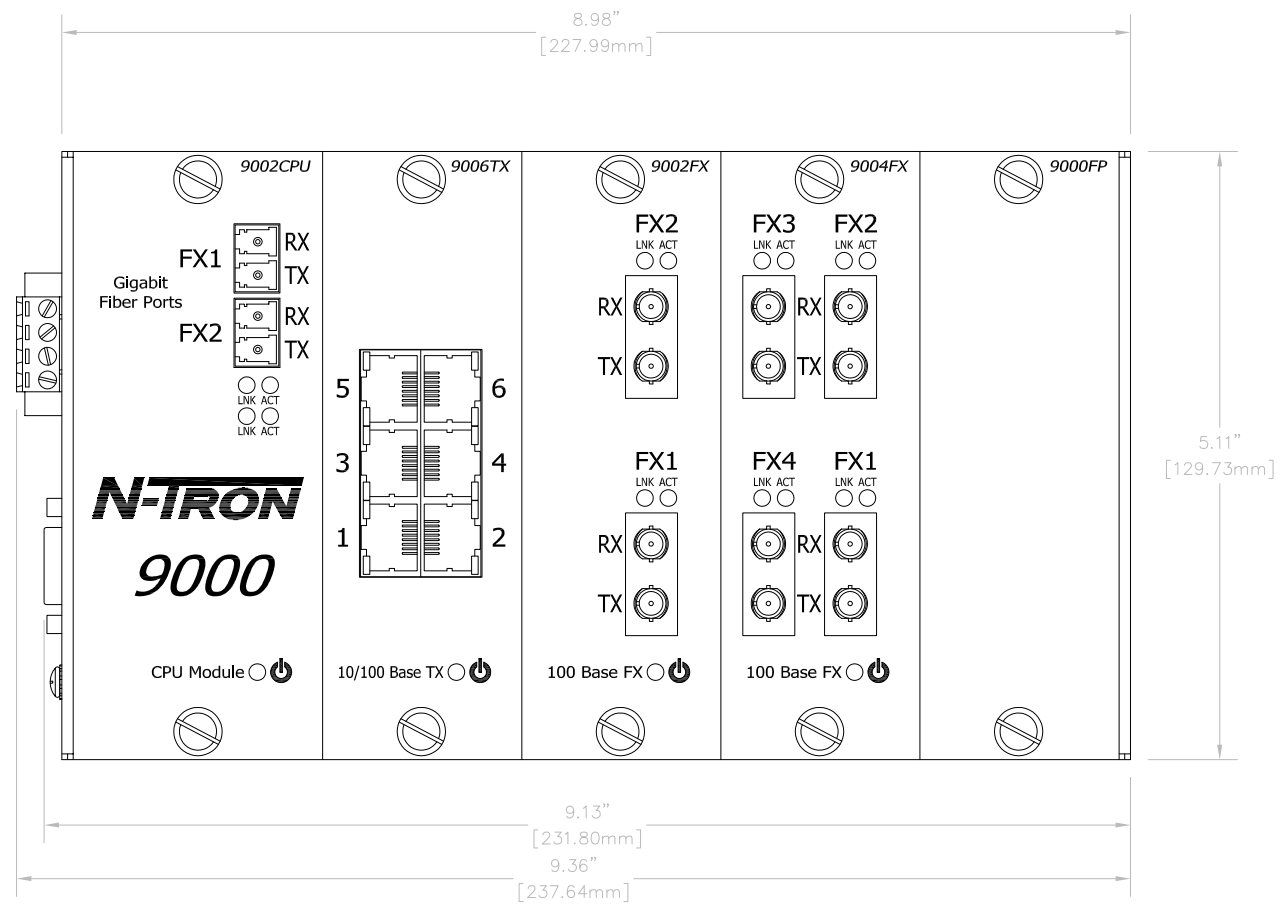 8.98"
[227.99mm]
9002CPU
9006TX
9002FX
9004FX
9000FP
FX1
RX
TX
Gigabit
Fiber Ports
FX2
RX
TX
LNK ACT
LNK ACT
N-TRON
9000
CPU Module
5
6
3
4
1
2
10/100 Base TX
FX2
LNK ACT
RX
TX
FX1
LNK ACT
RX
TX
100 Base FX
FX3
FX2
LNK ACT
LNK ACT
RX
TX
FX4
FX1
LNK ACT
LNK ACT
RX
TX
100 Base FX
5.11"
[129.73mm]
9.13"
[231.80mm]
9.36"
[237.64mm]